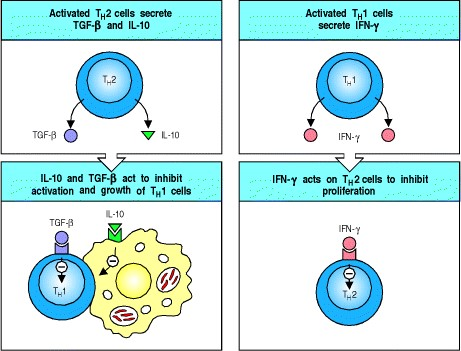 Activated TH2 cells secrete
TGF-β and IL-10
TH2
TGF-β
IL-10
IL-10 and TGF-β act to inhibit
activation and growth of TH1 cells
TGF-β
IL-10
TH1
Activated TH1 cells
secrete IFN-γ
TH1
IFN-γ
IFN-γ acts on TH2 cells to inhibit
proliferation
IFN-γ
TH2